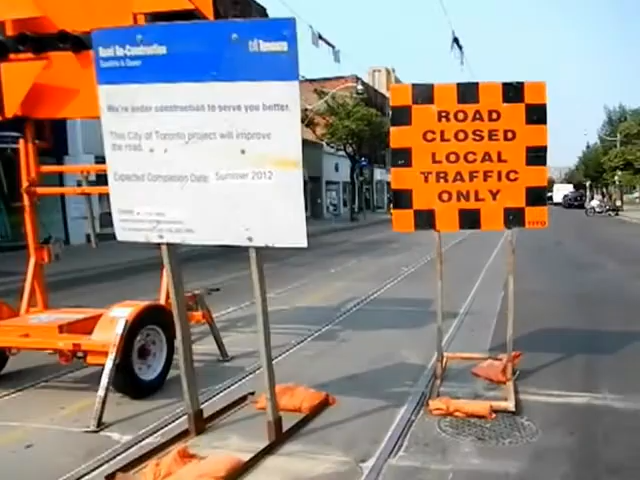 Road Re-Construction
We're under construction to serve you better.
This City of Toronto project will improve
the road.
Expected Completion Date: Summer 2012
ROAD
CLOSED
LOCAL
TRAFFIC
ONLY